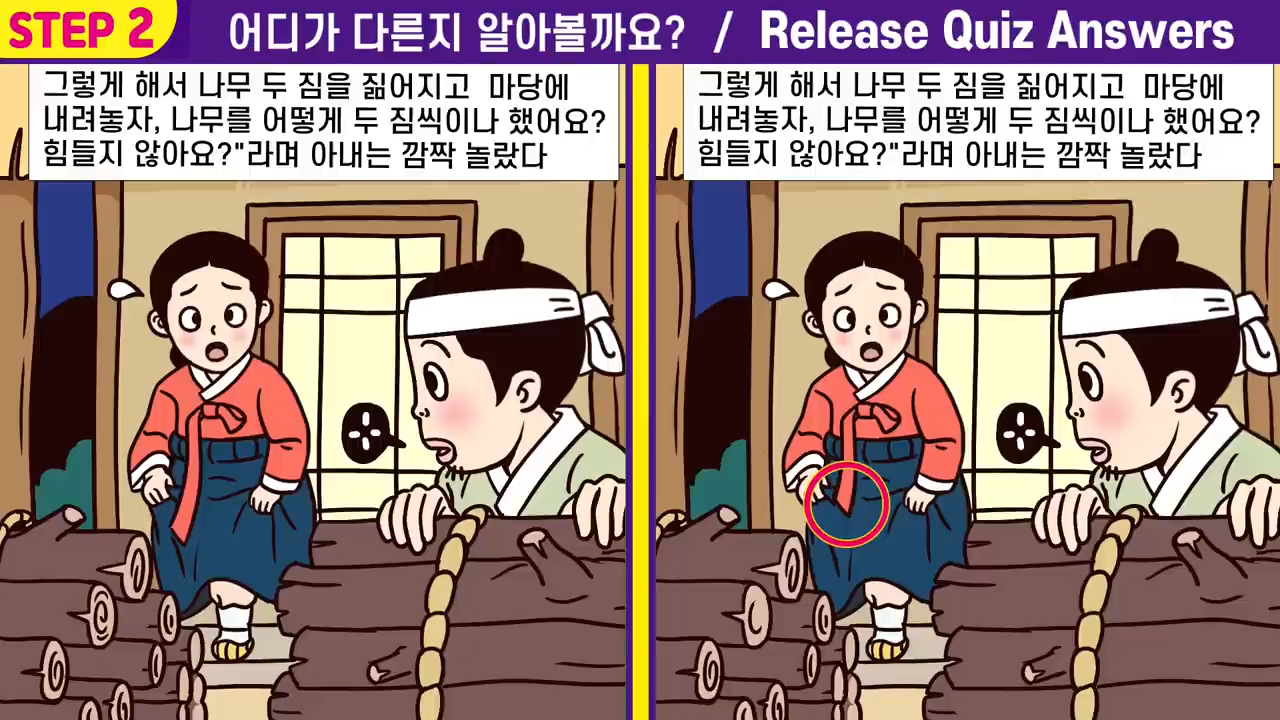 STEP 2
어디가 다른지 알아볼까요? / Release Quiz Answers
그렇게 해서 나무 두 짐을 짊어지고 마당에
내려놓자, 나무를 어떻게 두 짐씩이나 했어요?
힘들지 않아요?"라며 아내는 깜짝 놀랐다
그렇게 해서 나무 두 짐을 짊어지고 마당에
내려놓자, 나무를 어떻게 두 짐씩이나 했어요?
힘들지 않아요?"라며 아내는 깜짝 놀랐다